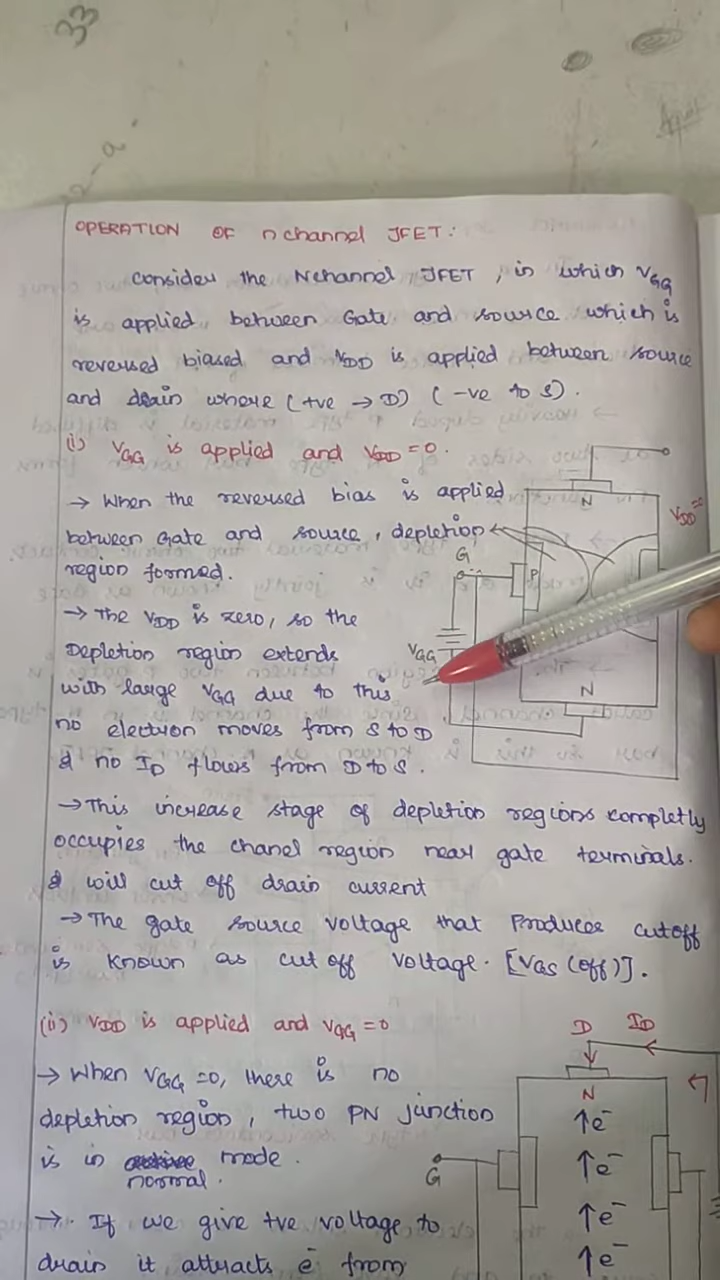 33
OPERATION OF n channel JFET:
consider the N channel JFET, in which VGG
is applied between Gate and source which is
reversed biased and VDD is applied between source
and drain where (+ve → D) (-ve to S).
(i) VGG is applied and VDD = 0.
→ When the reversed bias is applied
between Gate and source, depletion
region formed.
→ The VDD is zero, so the
Depletion region extends
with large VGG due to this
no electron moves from S to D
& no ID flows from D to S.
N
VDD=0
G
P
VGG
N
→ This increase stage of depletion regions completly
occupies the chanel region near gate terminals.
& will cut off drain current
→ The gate source voltage that Produces cutoff
is known as cut off voltage. [VGS (off)].
(ii) VDD is applied and VGG = 0
→ When VGG = 0, there is no
depletion region, two PN junction
is in mode.
normal.
→ If we give +ve voltage to
drain it attracts e⁻ from
D ID
N
↑e⁻
↑e⁻
↑e⁻
↑e⁻
G